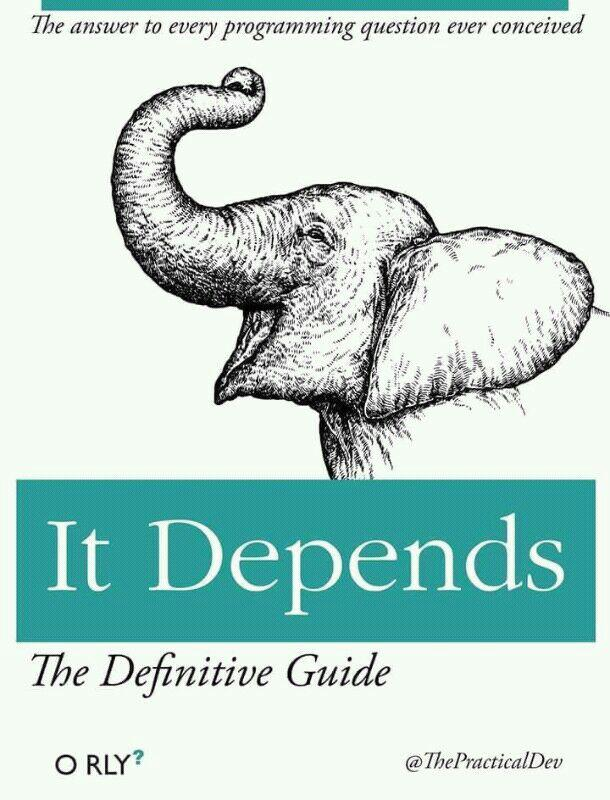 The answer to every programming question ever conceived
It Depends
The Definitive Guide
O RLY?
@ThePracticalDev